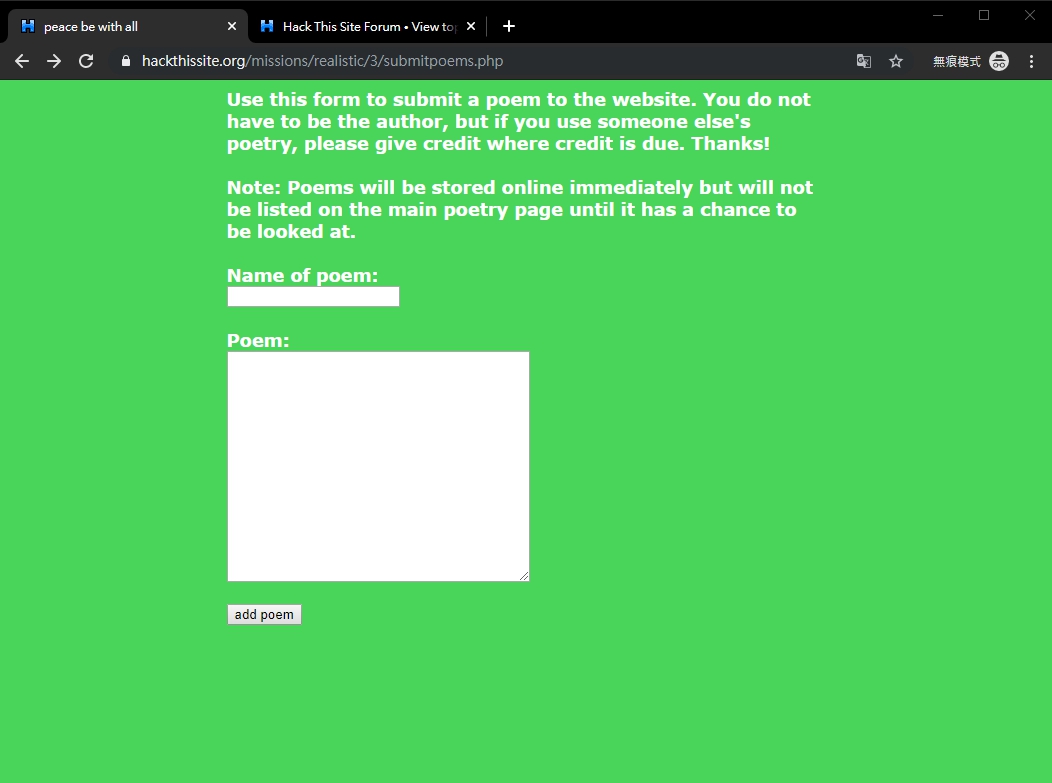 peace be with all
Hack This Site Forum • View top
hackthissite.org/missions/realistic/3/submitpoems.php
無痕模式
Use this form to submit a poem to the website. You do not
have to be the author, but if you use someone else's
poetry, please give credit where credit is due. Thanks!
Note: Poems will be stored online immediately but will not
be listed on the main poetry page until it has a chance to
be looked at.
Name of poem:
Poem:
add poem